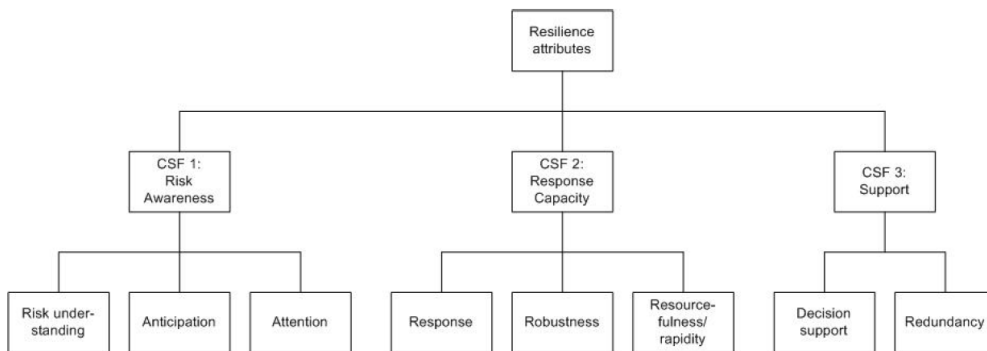 Resilience
attributes
CSF 1:
Risk
Awareness
CSF 2:
Response
Capacity
CSF 3:
Support
Risk under-
standing
Anticipation
Attention
Response
Robustness
Resource-
fulness/
rapidity
Decision
support
Redundancy